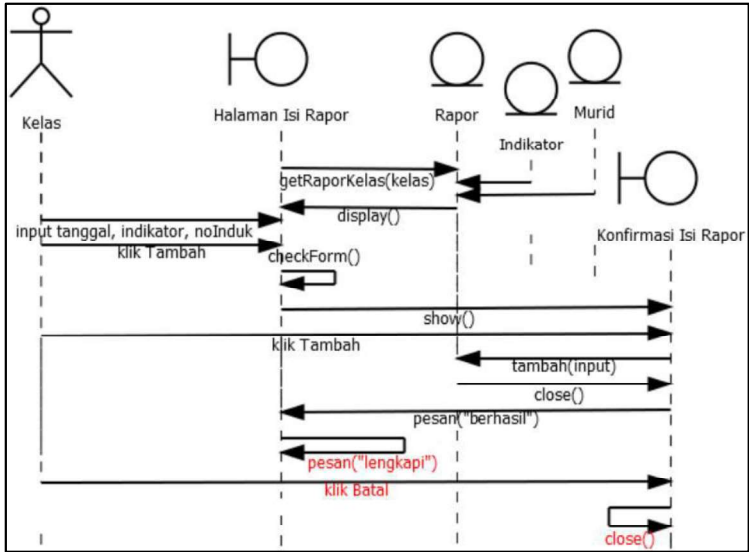 Kelas
Halaman Isi Rapor
Rapor
Murid
Indikator
getRaporKelas(kelas)
display()
input tanggal, indikator, noInduk
klik Tambah
Konfirmasi Isi Rapor
checkForm()
show()
klik Tambah
tambah(input)
close()
pesan("berhasil")
pesan("lengkapi")
klik Batal
close()